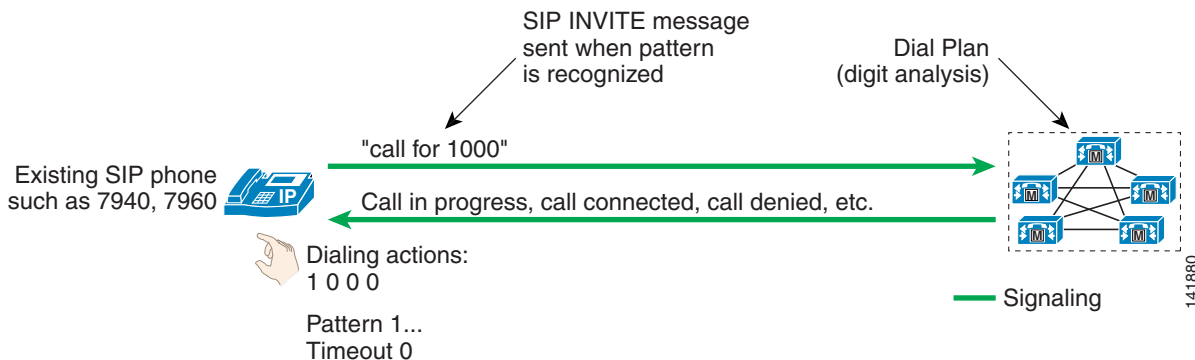 SIP INVITE message
sent when pattern
is recognized
Dial Plan
(digit analysis)
"call for 1000"
Existing SIP phone
such as 7940, 7960
IP
Call in progress, call connected, call denied, etc.
M
M
M
M
M
Dialing actions:
1 0 0 0
Pattern 1...
Timeout 0
Signaling
141880